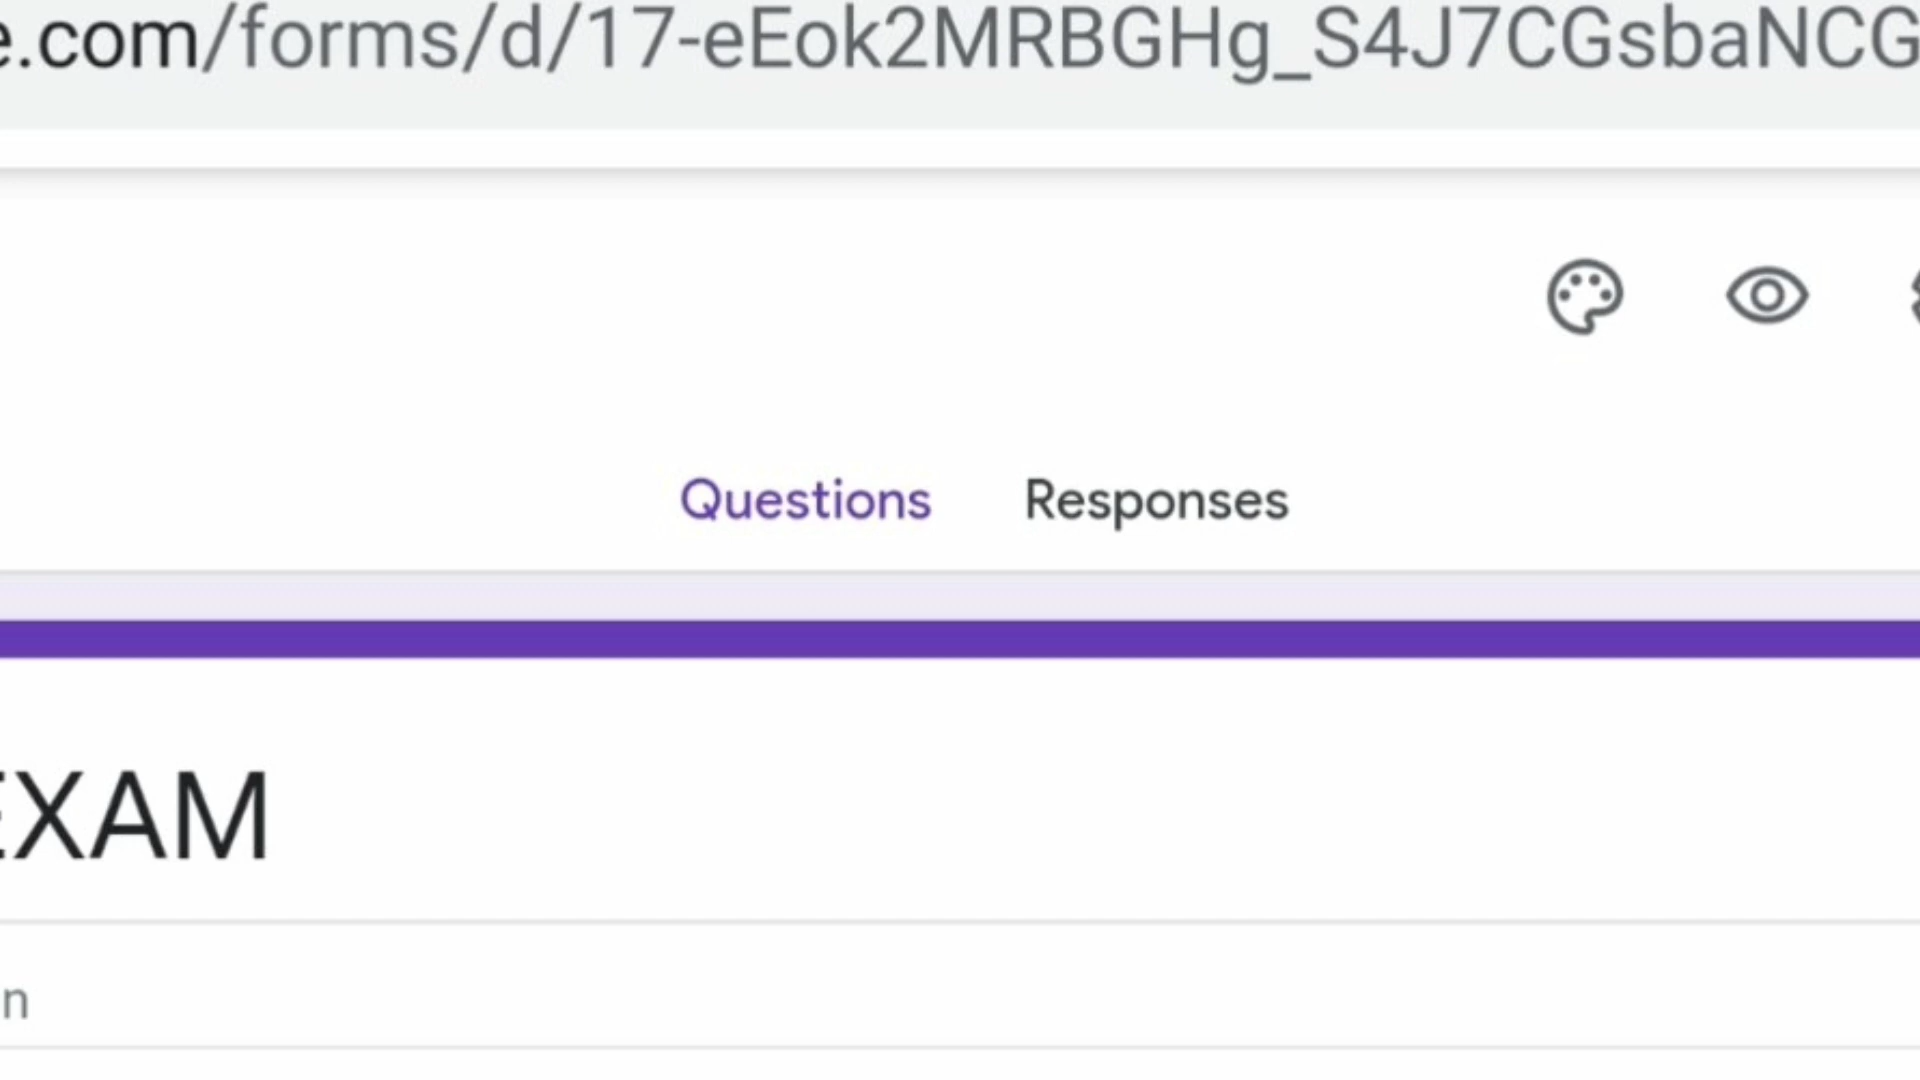 e.com/forms/d/17-eEok2MRBGHg_S4J7CGsbaNCG
Questions Responses
EXAM
n